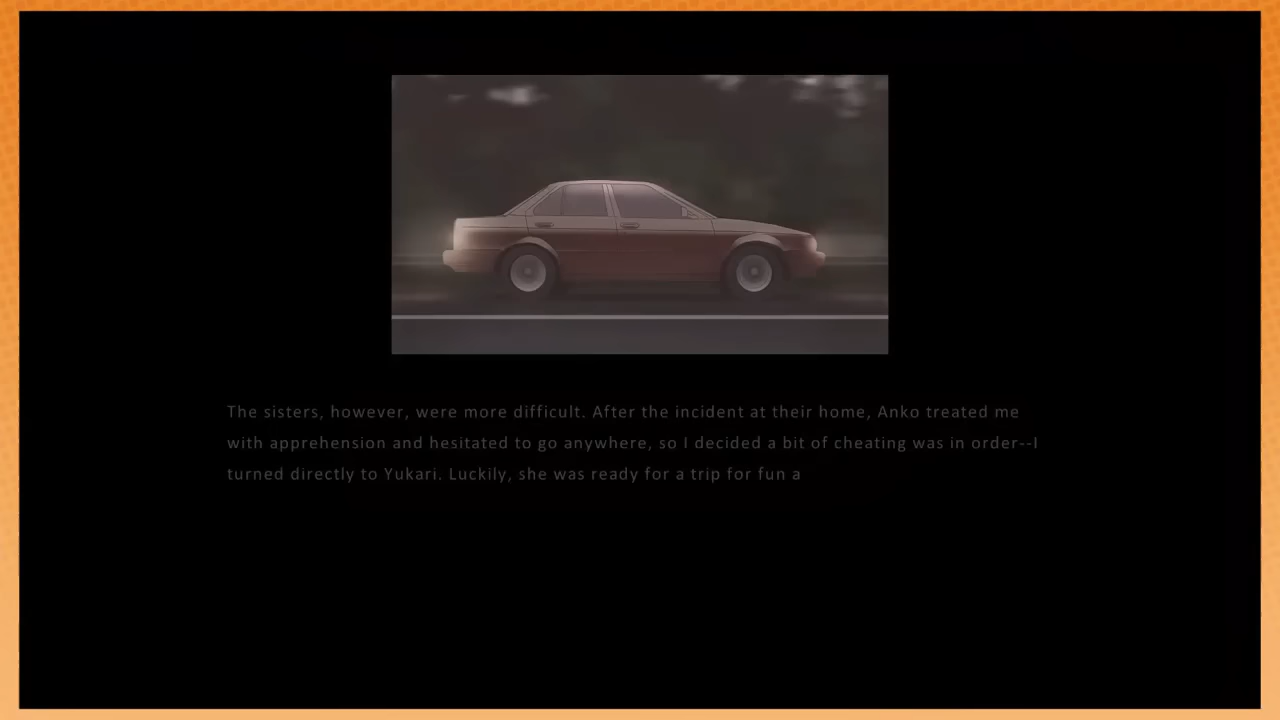 The sisters, however, were more difficult. After the incident at their home, Anko treated me
with apprehension and hesitated to go anywhere, so I decided a bit of cheating was in order--I
turned directly to Yukari. Luckily, she was ready for a trip for fun a